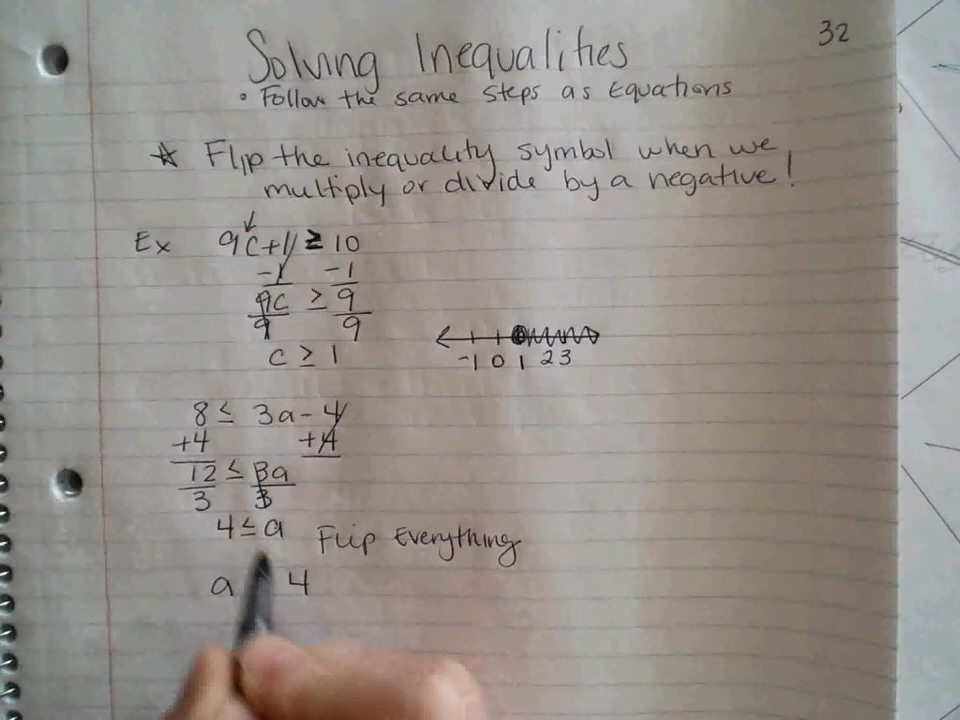 32
Solving Inequalities
• Follow the same steps as Equations
☆ Flip the inequality symbol when we
multiply or divide by a negative!
Ex 9c+1 ≥ 10
-1 -1
9c ≥ 9
9 9
c ≥ 1
-1 0 1 2 3
8 ≤ 3a - 4
+4 +4
12 ≤ 3a
3 3
4 ≤ a Flip Everything
a 4